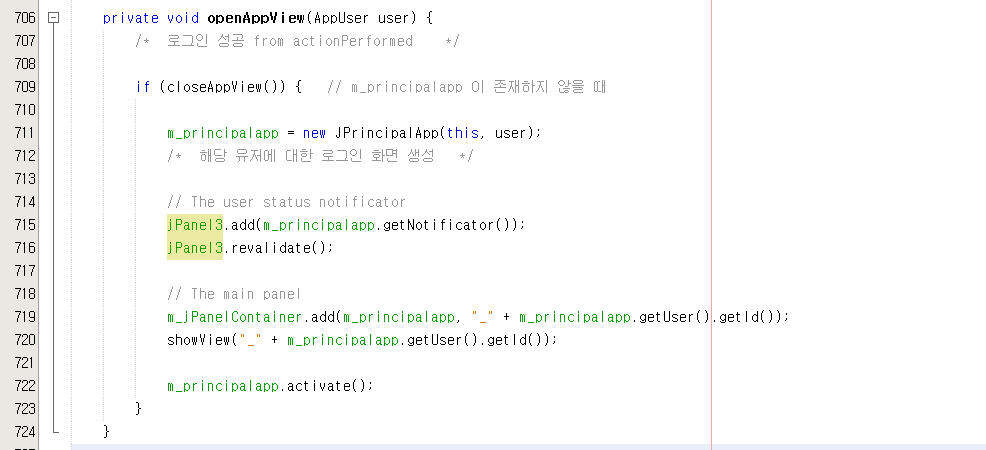 706 private void openAppView(AppUser user) {
707 /* 로그인 성공 from actionPerformed */
708
709 if (closeAppView()) { // m_principalapp 이 존재하지 않을 때
710
711 m_principalapp = new JPrincipalApp(this, user);
712 /* 해당 유저에 대한 로그인 화면 생성 */
713
714 // The user status notificator
715 jPanel3.add(m_principalapp.getNotificator());
716 jPanel3.revalidate();
717
718 // The main panel
719 m_jPanelContainer.add(m_principalapp, "_" + m_principalapp.getUser().getId());
720 showView("_" + m_principalapp.getUser().getId());
721
722 m_principalapp.activate();
723 }
724 }